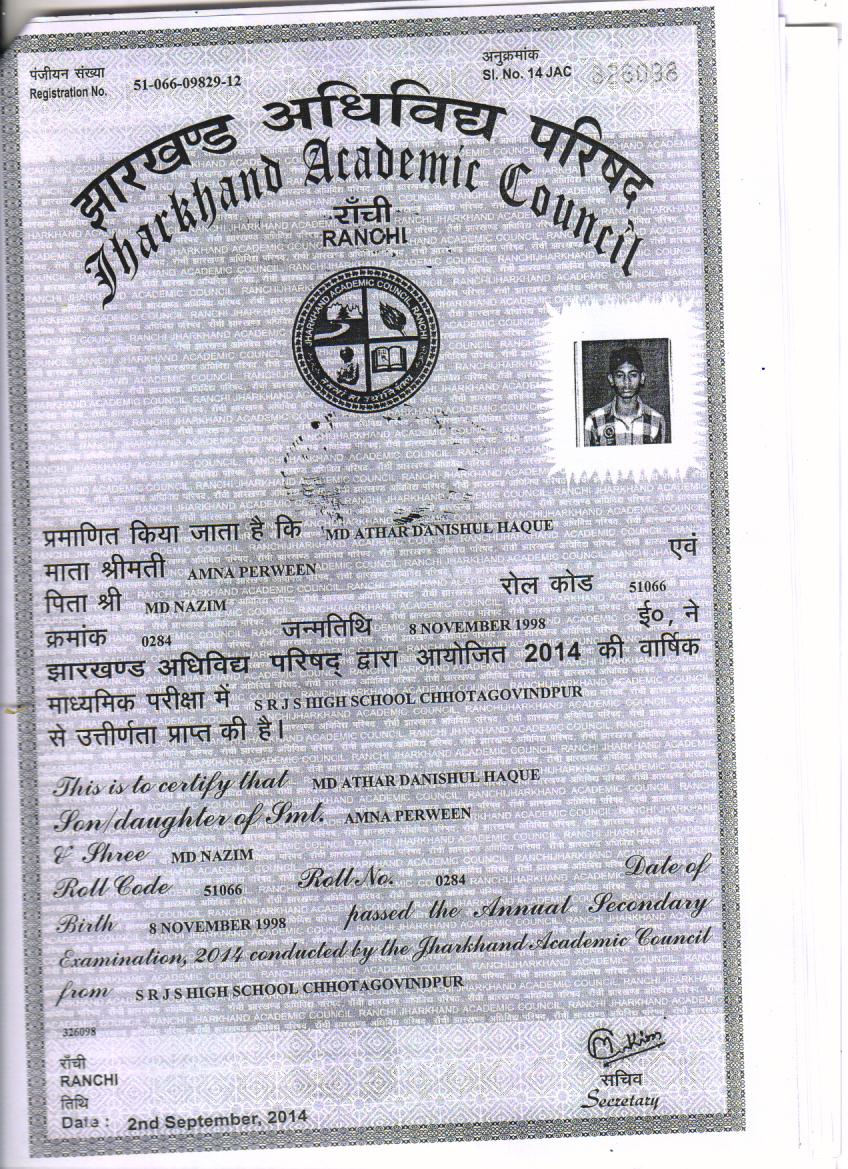 पंजीयन संख्या
Registration No. 51-066-09829-12
अनुक्रमांक
Sl. No. 14 JAC 326098
झारखण्ड अधिविद्य परिषद
Jharkhand Academic Council
राँची
RANCHI
JHARKHAND ACADEMIC COUNCIL RANCHI
प्रमाणित किया जाता है कि MD ATHAR DANISHUL HAQUE
माता श्रीमती AMNA PERWEEN एवं
पिता श्री MD NAZIM रोल कोड 51066
क्रमांक 0284 जन्मतिथि 8 NOVEMBER 1998 ई०, ने
झारखण्ड अधिविद्य परिषद् द्वारा आयोजित 2014 की वार्षिक
माध्यमिक परीक्षा में S R J S HIGH SCHOOL CHHOTAGOVINDPUR
से उत्तीर्णता प्राप्त की है।
This is to certify that MD ATHAR DANISHUL HAQUE
Son/daughter of Smt. AMNA PERWEEN
& Shree MD NAZIM
Roll Code 51066 Roll No. 0284 Date of
Birth 8 NOVEMBER 1998 passed the Annual Secondary
Examination, 2014 conducted by the Jharkhand Academic Council
from S R J S HIGH SCHOOL CHHOTAGOVINDPUR
326098
राँची
RANCHI
तिथि
Date : 2nd September, 2014
सचिव
Secretary